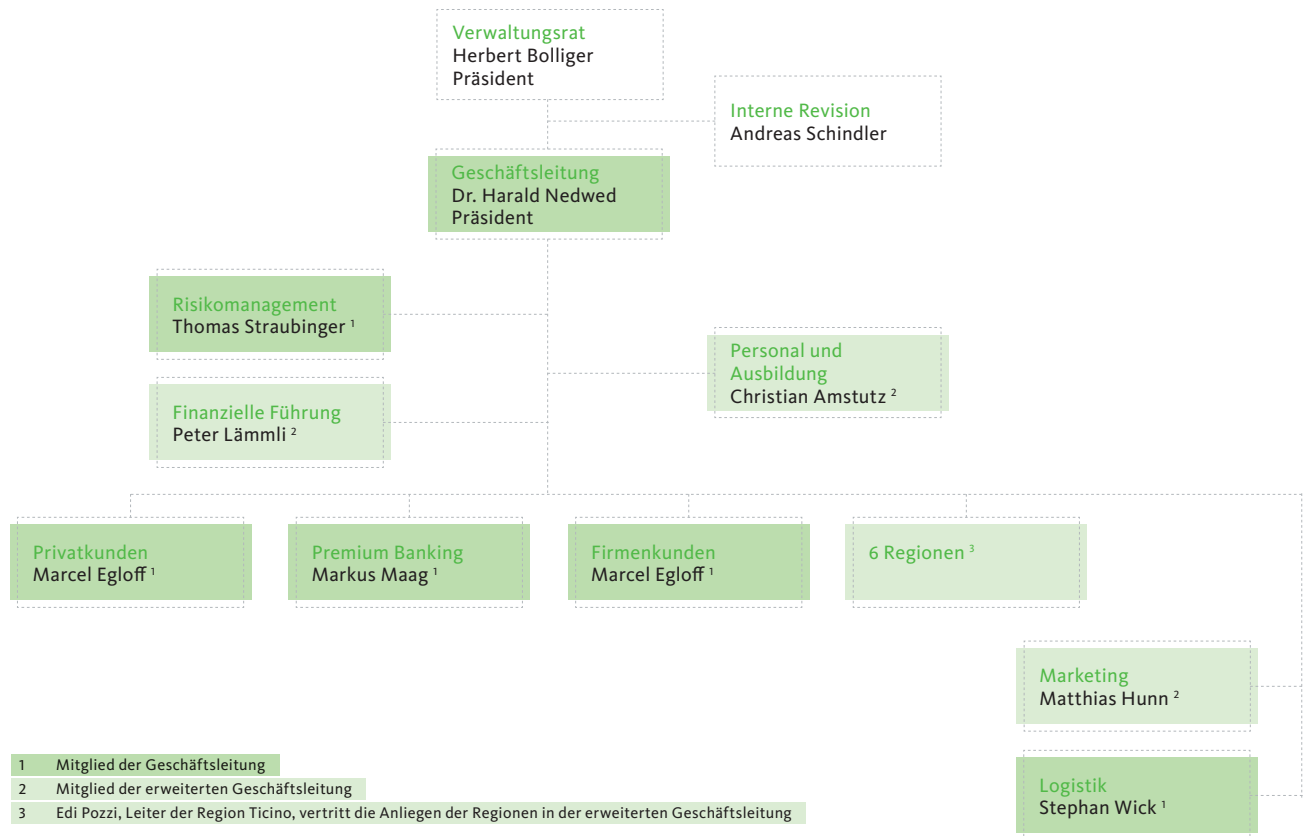 Verwaltungsrat
Herbert Bolliger
Präsident
Interne Revision
Andreas Schindler
Geschäftsleitung
Dr. Harald Nedwed
Präsident
Risikomanagement
Thomas Straubinger ¹
Personal und
Ausbildung
Christian Amstutz ²
Finanzielle Führung
Peter Lämmli ²
Privatkunden
Marcel Egloff ¹
Premium Banking
Markus Maag ¹
Firmenkunden
Marcel Egloff ¹
6 Regionen ³
Marketing
Matthias Hunn ²
Logistik
Stephan Wick ¹
1 Mitglied der Geschäftsleitung
2 Mitglied der erweiterten Geschäftsleitung
3 Edi Pozzi, Leiter der Region Ticino, vertritt die Anliegen der Regionen in der erweiterten Geschäftsleitung